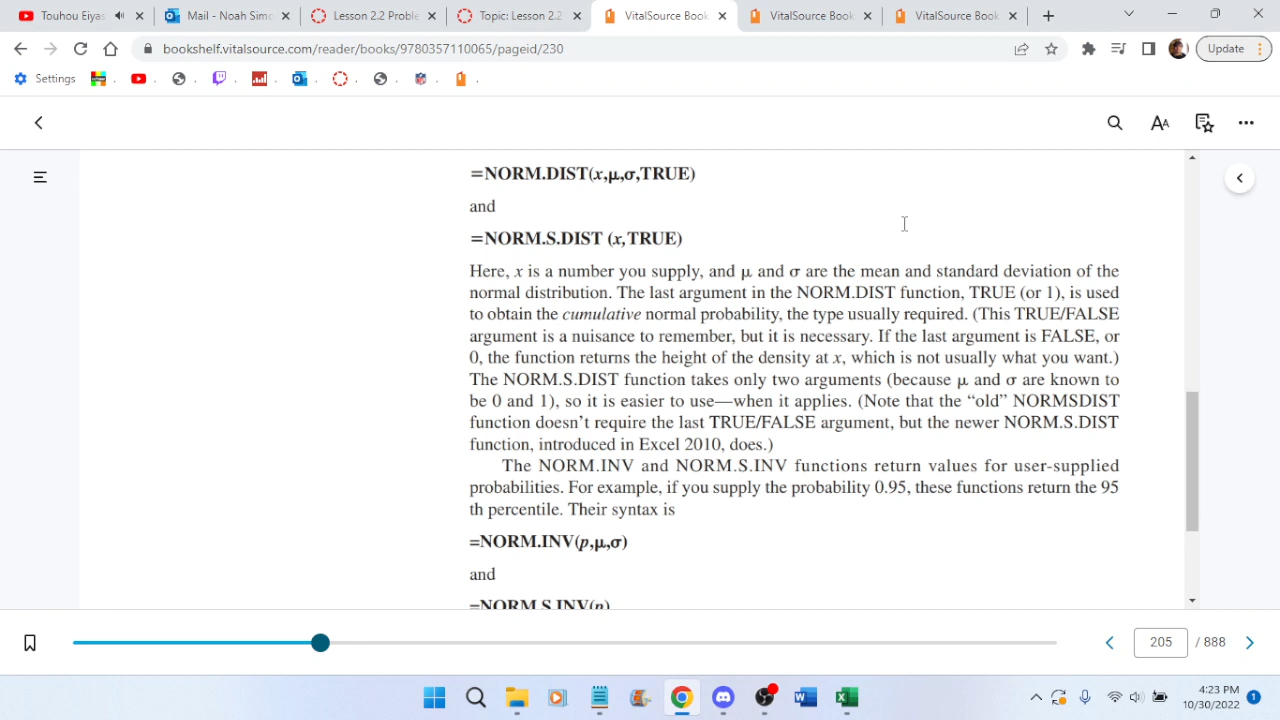 Touhou Eiyas
Mail - Noah Simo
Lesson 2.2 Proble
Topic: Lesson 2.2
VitalSource Book
VitalSource Book
VitalSource Book
bookshelf.vitalsource.com/reader/books/9780357110065/pageid/230
Update
Settings
=NORM.DIST(x,μ,σ,TRUE)
and
=NORM.S.DIST (x,TRUE)
Here, x is a number you supply, and μ and σ are the mean and standard deviation of the
normal distribution. The last argument in the NORM.DIST function, TRUE (or 1), is used
to obtain the cumulative normal probability, the type usually required. (This TRUE/FALSE
argument is a nuisance to remember, but it is necessary. If the last argument is FALSE, or
0, the function returns the height of the density at x, which is not usually what you want.)
The NORM.S.DIST function takes only two arguments (because μ and σ are known to
be 0 and 1), so it is easier to use—when it applies. (Note that the “old” NORMSDIST
function doesn’t require the last TRUE/FALSE argument, but the newer NORM.S.DIST
function, introduced in Excel 2010, does.)
The NORM.INV and NORM.S.INV functions return values for user-supplied
probabilities. For example, if you supply the probability 0.95, these functions return the 95
th percentile. Their syntax is
=NORM.INV(p,μ,σ)
and
=NORM.S.INV(p)
205 / 888
4:23 PM
10/30/2022
1